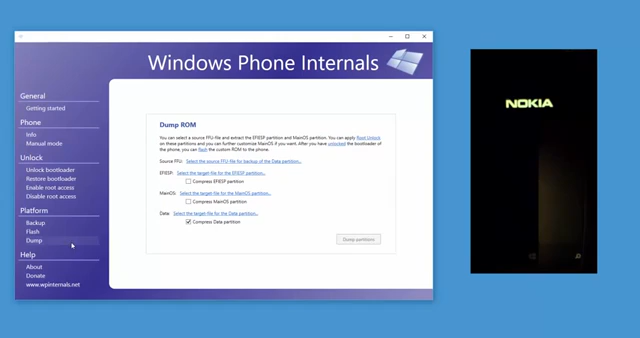 Windows Phone Internals
General
Getting started
Phone
Info
Manual mode
Unlock
Unlock bootloader
Restore bootloader
Enable root access
Disable root access
Platform
Backup
Flash
Dump
Help
About
Donate
www.wpinternals.net
Dump ROM
You can select a source FFU-file and extract the EFIESP partition and MainOS partition. You can apply Root Unlock
on these partitions and you can further customize MainOS if you want. After you have unlocked the bootloader of
the phone, you can flash the custom ROM to the phone.
Source FFU: Select the source FFU-file for backup of the Data partition...
EFIESP: Select the target-file for the EFIESP partition...
Compress EFIESP partition
MainOS: Select the target-file for the MainOS partition...
Compress MainOS partition
Data: Select the target-file for the Data partition...
Compress Data partition
Dump partitions
NOKIA